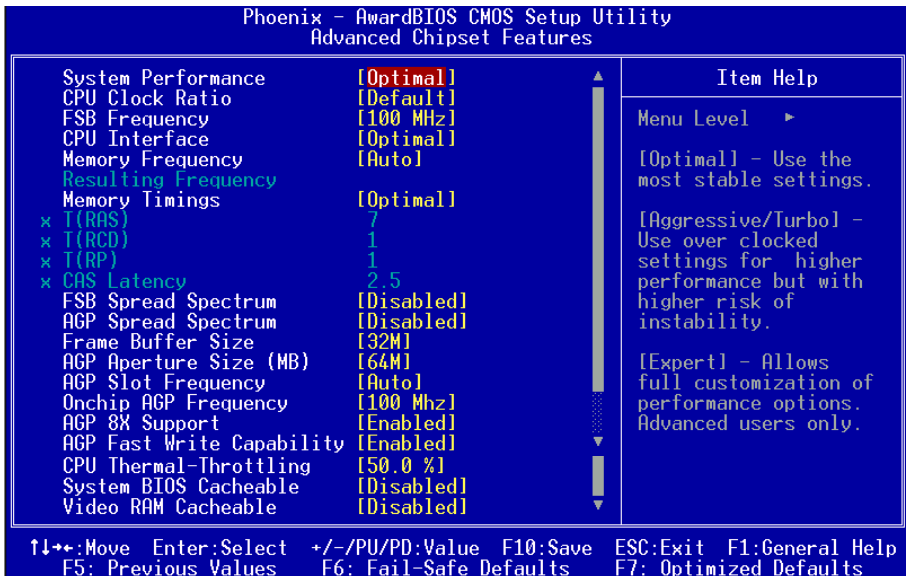 Phoenix - AwardBIOS CMOS Setup Utility
Advanced Chipset Features
System Performance [Optimal]
CPU Clock Ratio [Default]
FSB Frequency [100 MHz]
CPU Interface [Optimal]
Memory Frequency [Auto]
Resulting Frequency
Memory Timings [Optimal]
x T(RAS) 7
x T(RCD) 1
x T(RP) 1
x CAS Latency 2.5
FSB Spread Spectrum [Disabled]
AGP Spread Spectrum [Disabled]
Frame Buffer Size [32M]
AGP Aperture Size (MB) [64M]
AGP Slot Frequency [Auto]
Onchip AGP Frequency [100 Mhz]
AGP 8X Support [Enabled]
AGP Fast Write Capability [Enabled]
CPU Thermal-Throttling [50.0 %]
System BIOS Cacheable [Disabled]
Video RAM Cacheable [Disabled]
Item Help
Menu Level ►
[Optimal] - Use the
most stable settings.
[Aggressive/Turbo] -
Use over clocked
settings for higher
performance but with
higher risk of
instability.
[Expert] - Allows
full customization of
performance options.
Advanced users only.
↑↓→←:Move Enter:Select +/-/PU/PD:Value F10:Save ESC:Exit F1:General Help
F5: Previous Values F6: Fail-Safe Defaults F7: Optimized Defaults